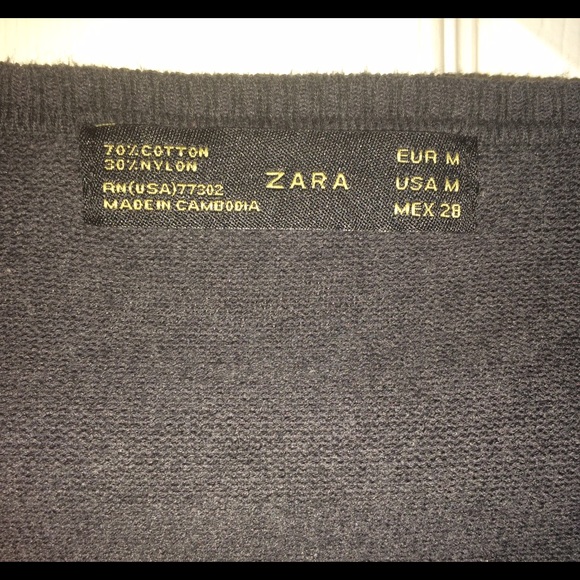 70%COTTON
30%NYLON
RN(USA)77302
MADE IN CAMBODIA
ZARA
EUR M
USA M
MEX 28